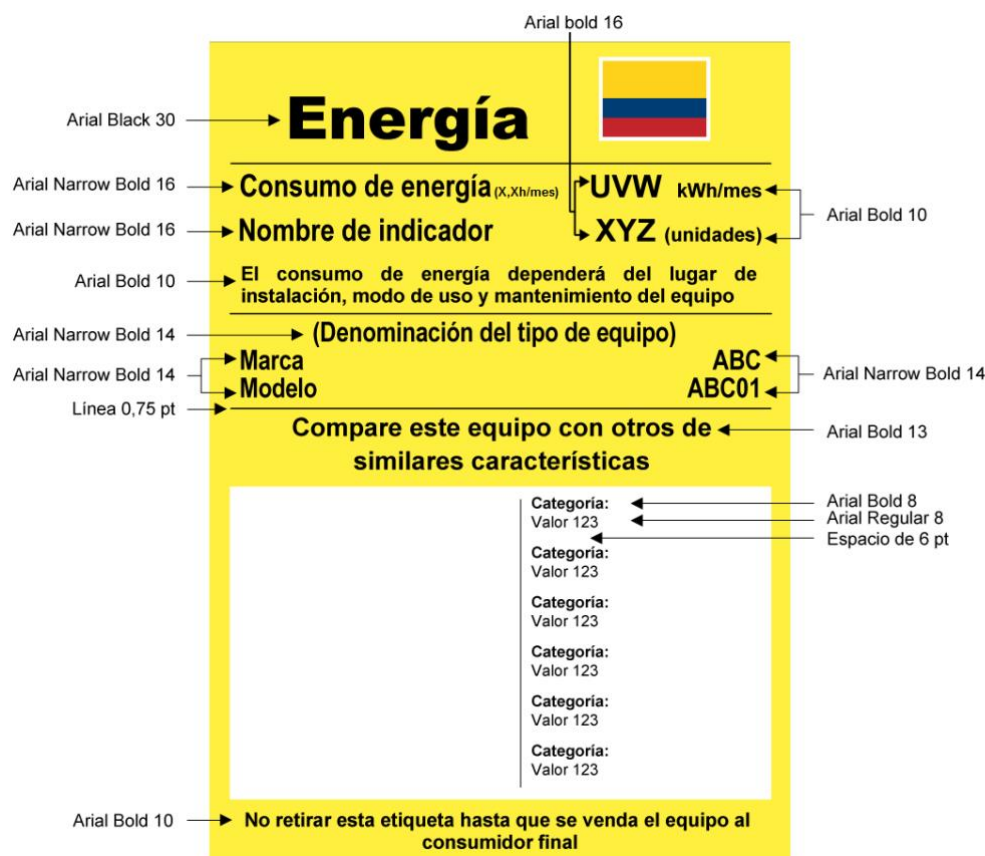 Arial bold 16
Arial Black 30
Energía
Arial Narrow Bold 16
Consumo de energía (X,Xh/mes) UVW kWh/mes
Arial Bold 10
Arial Narrow Bold 16
Nombre de indicador XYZ (unidades)
Arial Bold 10
El consumo de energía dependerá del lugar de
instalación, modo de uso y mantenimiento del equipo
Arial Narrow Bold 14
(Denominación del tipo de equipo)
Arial Narrow Bold 14
Marca ABC
Modelo ABC01
Arial Narrow Bold 14
Línea 0,75 pt
Compare este equipo con otros de
similares características
Arial Bold 13
Categoría:
Arial Bold 8
Valor 123
Arial Regular 8
Espacio de 6 pt
Categoría:
Valor 123
Categoría:
Valor 123
Categoría:
Valor 123
Categoría:
Valor 123
Categoría:
Valor 123
Arial Bold 10
No retirar esta etiqueta hasta que se venda el equipo al
consumidor final